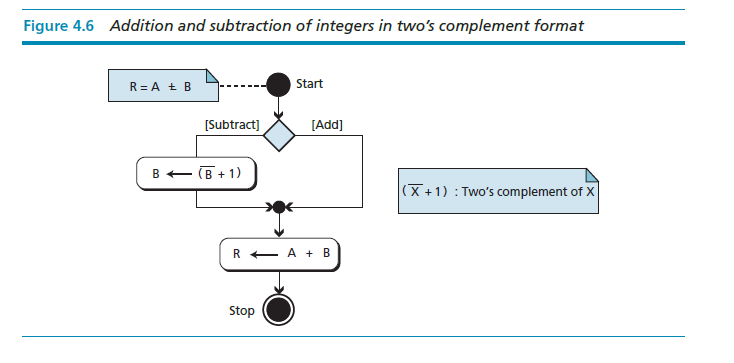 Figure 4.6 Addition and subtraction of integers in two's complement format
R = A ± B
Start
[Subtract] [Add]
B ← (B̅ + 1)
(X̅ + 1) : Two's complement of X
R ← A + B
Stop